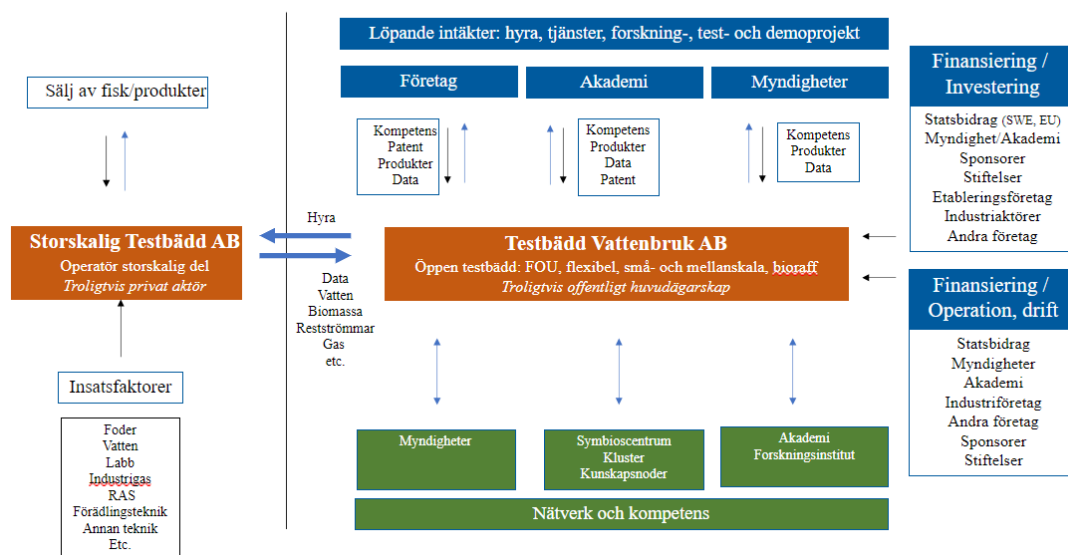 Sälj av fisk/produkter
Storskalig Testbädd AB
Operatör storskalig del
Troligtvis privat aktör
Insatsfaktorer
Foder
Vatten
Labb
Industrigas
RAS
Förädlingsteknik
Annan teknik
Etc.
Löpande intäkter: hyra, tjänster, forskning-, test- och demoprojekt
Företag
Akademi
Myndigheter
Kompetens
Patent
Produkter
Data
Kompetens
Produkter
Data
Patent
Kompetens
Produkter
Data
Hyra
Data
Vatten
Biomassa
Restströmmar
Gas
etc.
Testbädd Vattenbruk AB
Öppen testbädd: FOU, flexibel, små- och mellanskala, bioraff
Troligtvis offentligt huvudägarskap
Myndigheter
Symbioscentrum
Kluster
Kunskapsnoder
Akademi
Forskningsinstitut
Nätverk och kompetens
Finansiering /
Investering
Statsbidrag (SWE, EU)
Myndighet/Akademi
Sponsorer
Stiftelser
Etableringsföretag
Industriaktörer
Andra företag
Finansiering /
Operation, drift
Statsbidrag
Myndigheter
Akademi
Industriföretag
Andra företag
Sponsorer
Stiftelser